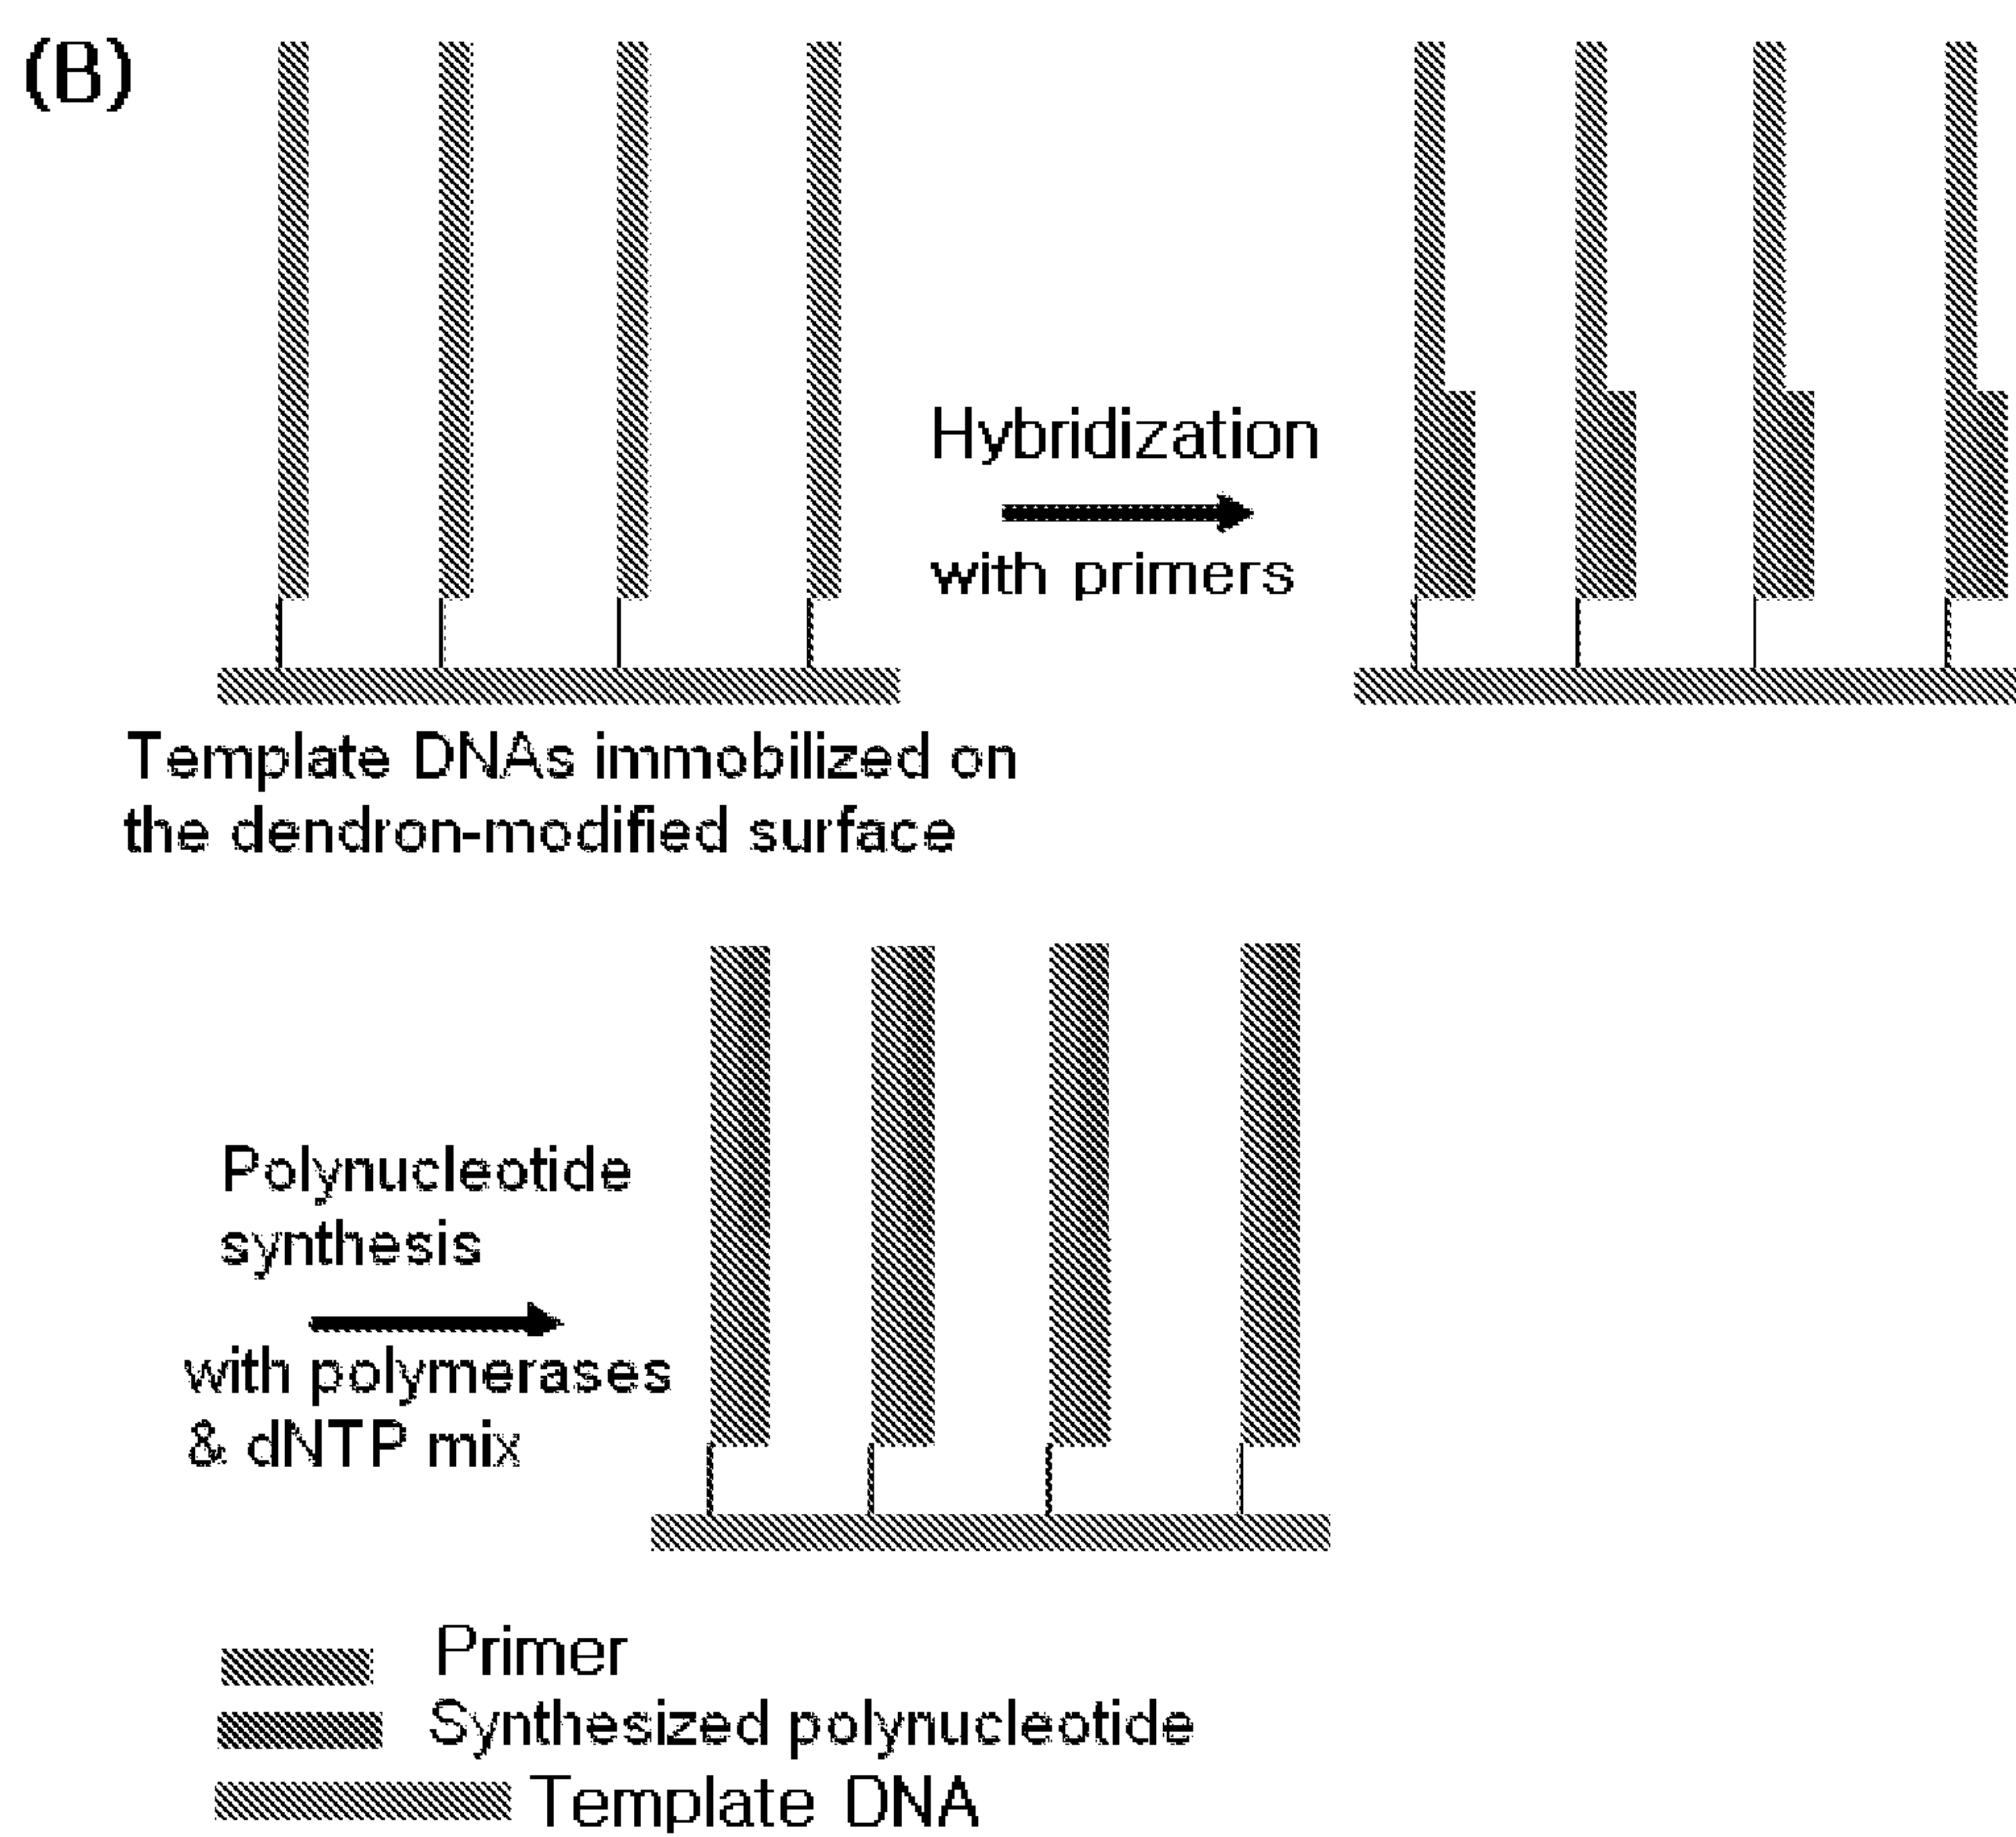 (B)
Hybridization
with primers
Template DNAs immobilized on
the dendron-modified surface
Polynucleotide
synthesis
with polymerases
& dNTP mix
Primer
Synthesized polynucleotide
Template DNA